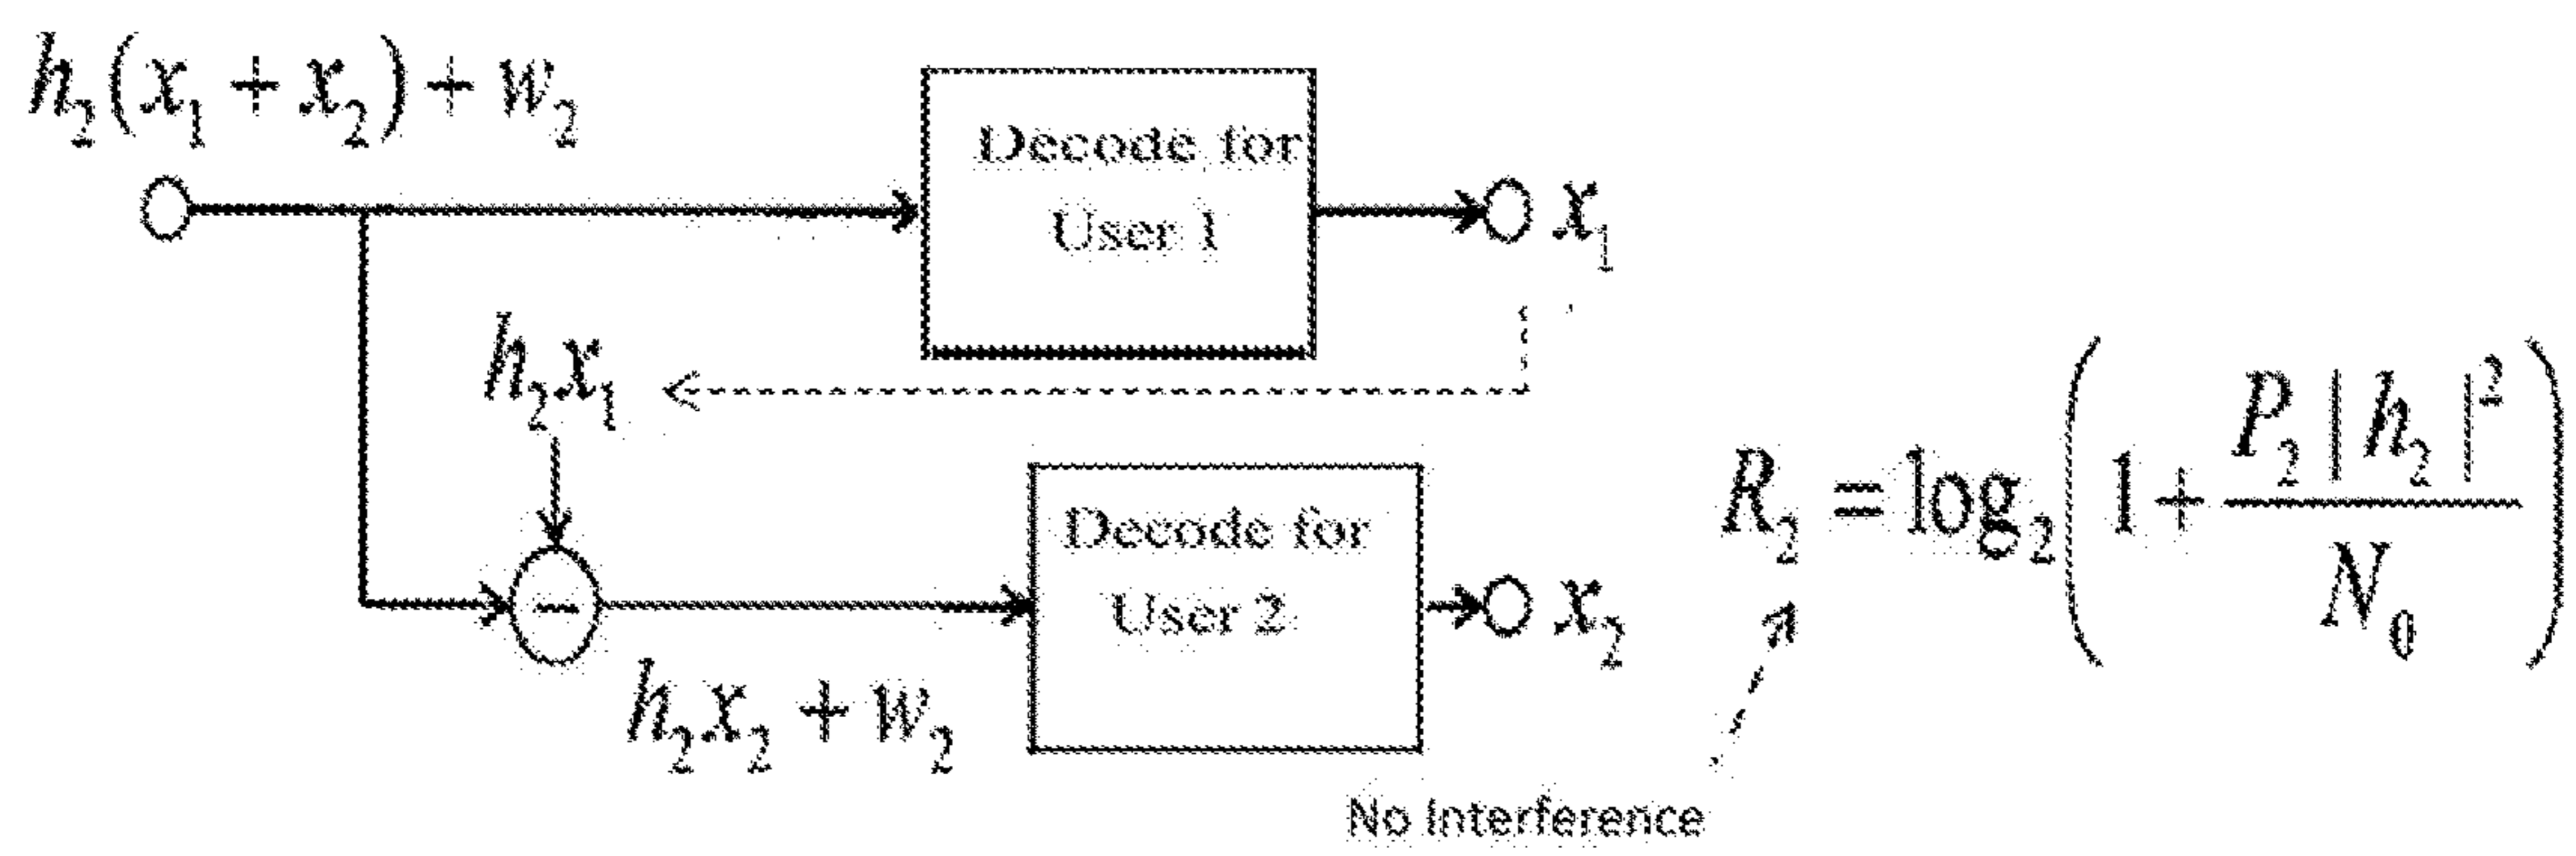 h₂(x₁ + x₂) + w₂
Decode for
User 1
x₁
h₂x₁
−
Decode for
User 2
x₂
h₂x₂ + w₂
R₂ = log₂(1 + P₂|h₂|²/N₀)
No Interference